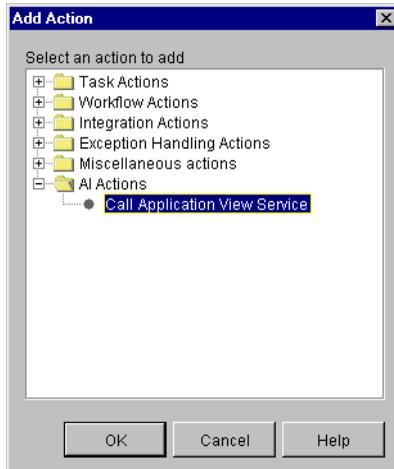 Add Action
Select an action to add
Task Actions
Workflow Actions
Integration Actions
Exception Handling Actions
Miscellaneous actions
AI Actions
Call Application View Service
OK Cancel Help